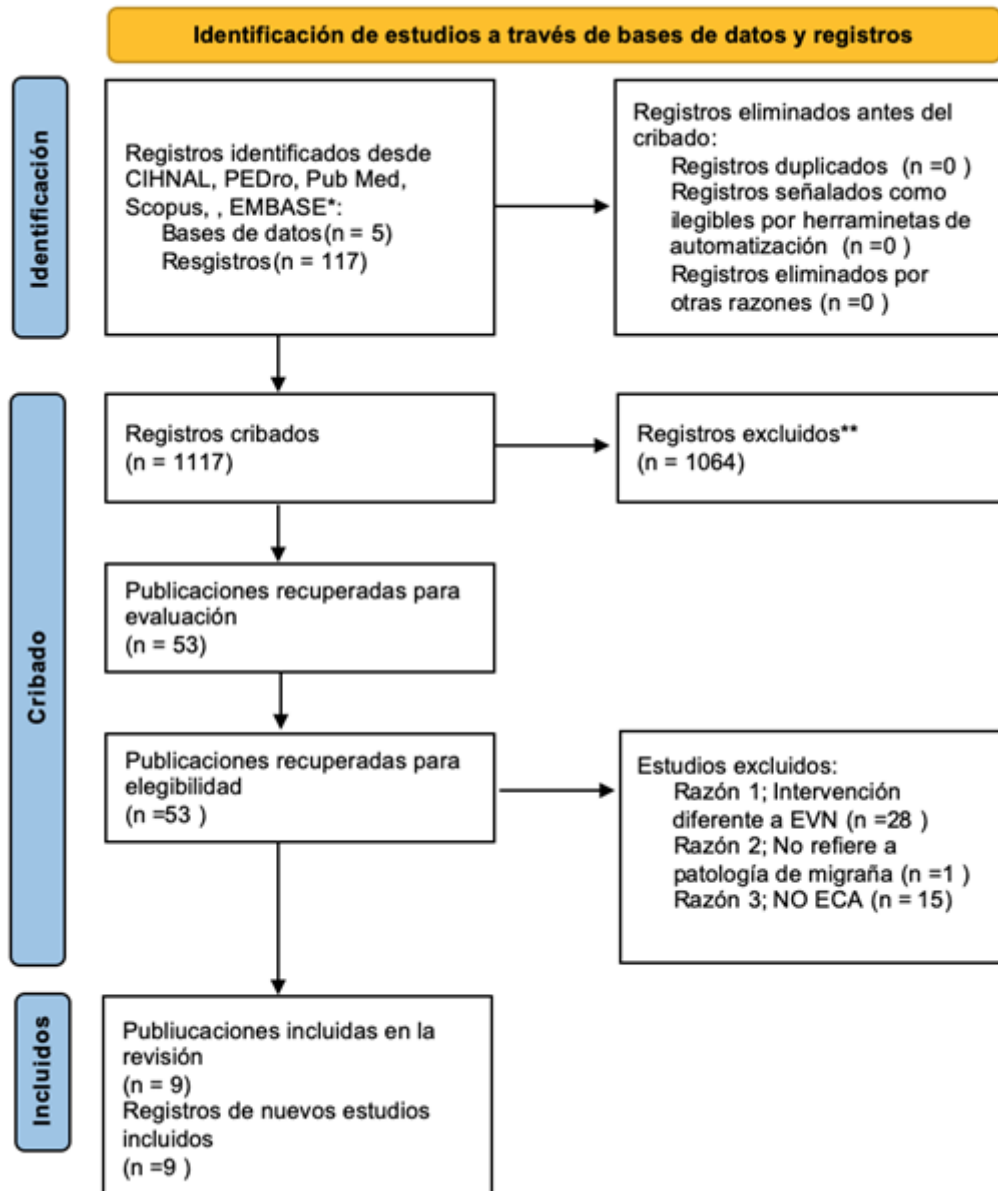 Identificación de estudios a través de bases de datos y registros
Identificación
Registros identificados desde
CIHNAL, PEDro, Pub Med,
Scopus, , EMBASE*:
Bases de datos(n = 5)
Resgistros(n = 117)
Registros eliminados antes del
cribado:
Registros duplicados (n =0 )
Registros señalados como
ilegibles por herraminetas de
automatización (n =0 )
Registros eliminados por
otras razones (n =0 )
Cribado
Registros cribados
(n = 1117)
Registros excluidos**
(n = 1064)
Publicaciones recuperadas para
evaluación
(n = 53)
Publicaciones recuperadas para
elegibilidad
(n =53 )
Estudios excluidos:
Razón 1; Intervención
diferente a EVN (n =28 )
Razón 2; No refiere a
patología de migraña (n =1 )
Razón 3; NO ECA (n = 15)
Incluidos
Publiucaciones incluidas en la
revisión
(n = 9)
Registros de nuevos estudios
incluidos
(n =9 )